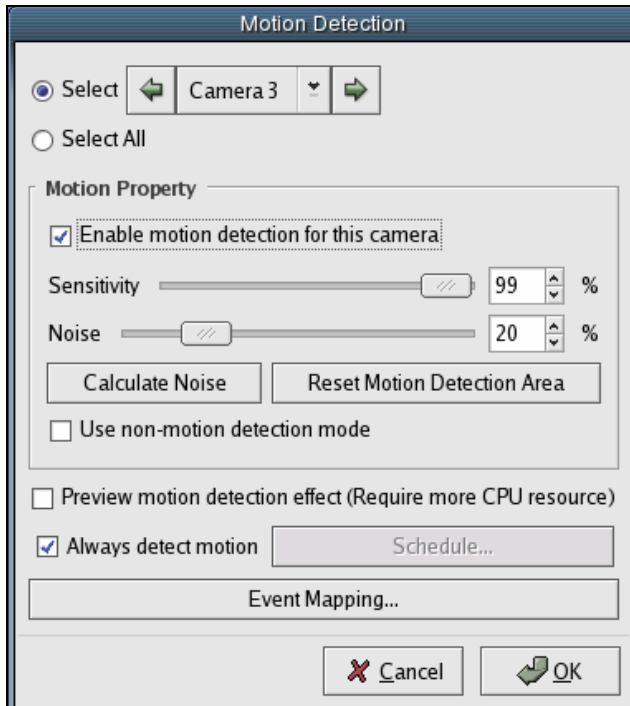 Motion Detection
Select Camera 3
Select All
Motion Property
Enable motion detection for this camera
Sensitivity 99 %
Noise 20 %
Calculate Noise Reset Motion Detection Area
Use non-motion detection mode
Preview motion detection effect (Require more CPU resource)
Always detect motion Schedule...
Event Mapping...
Cancel OK